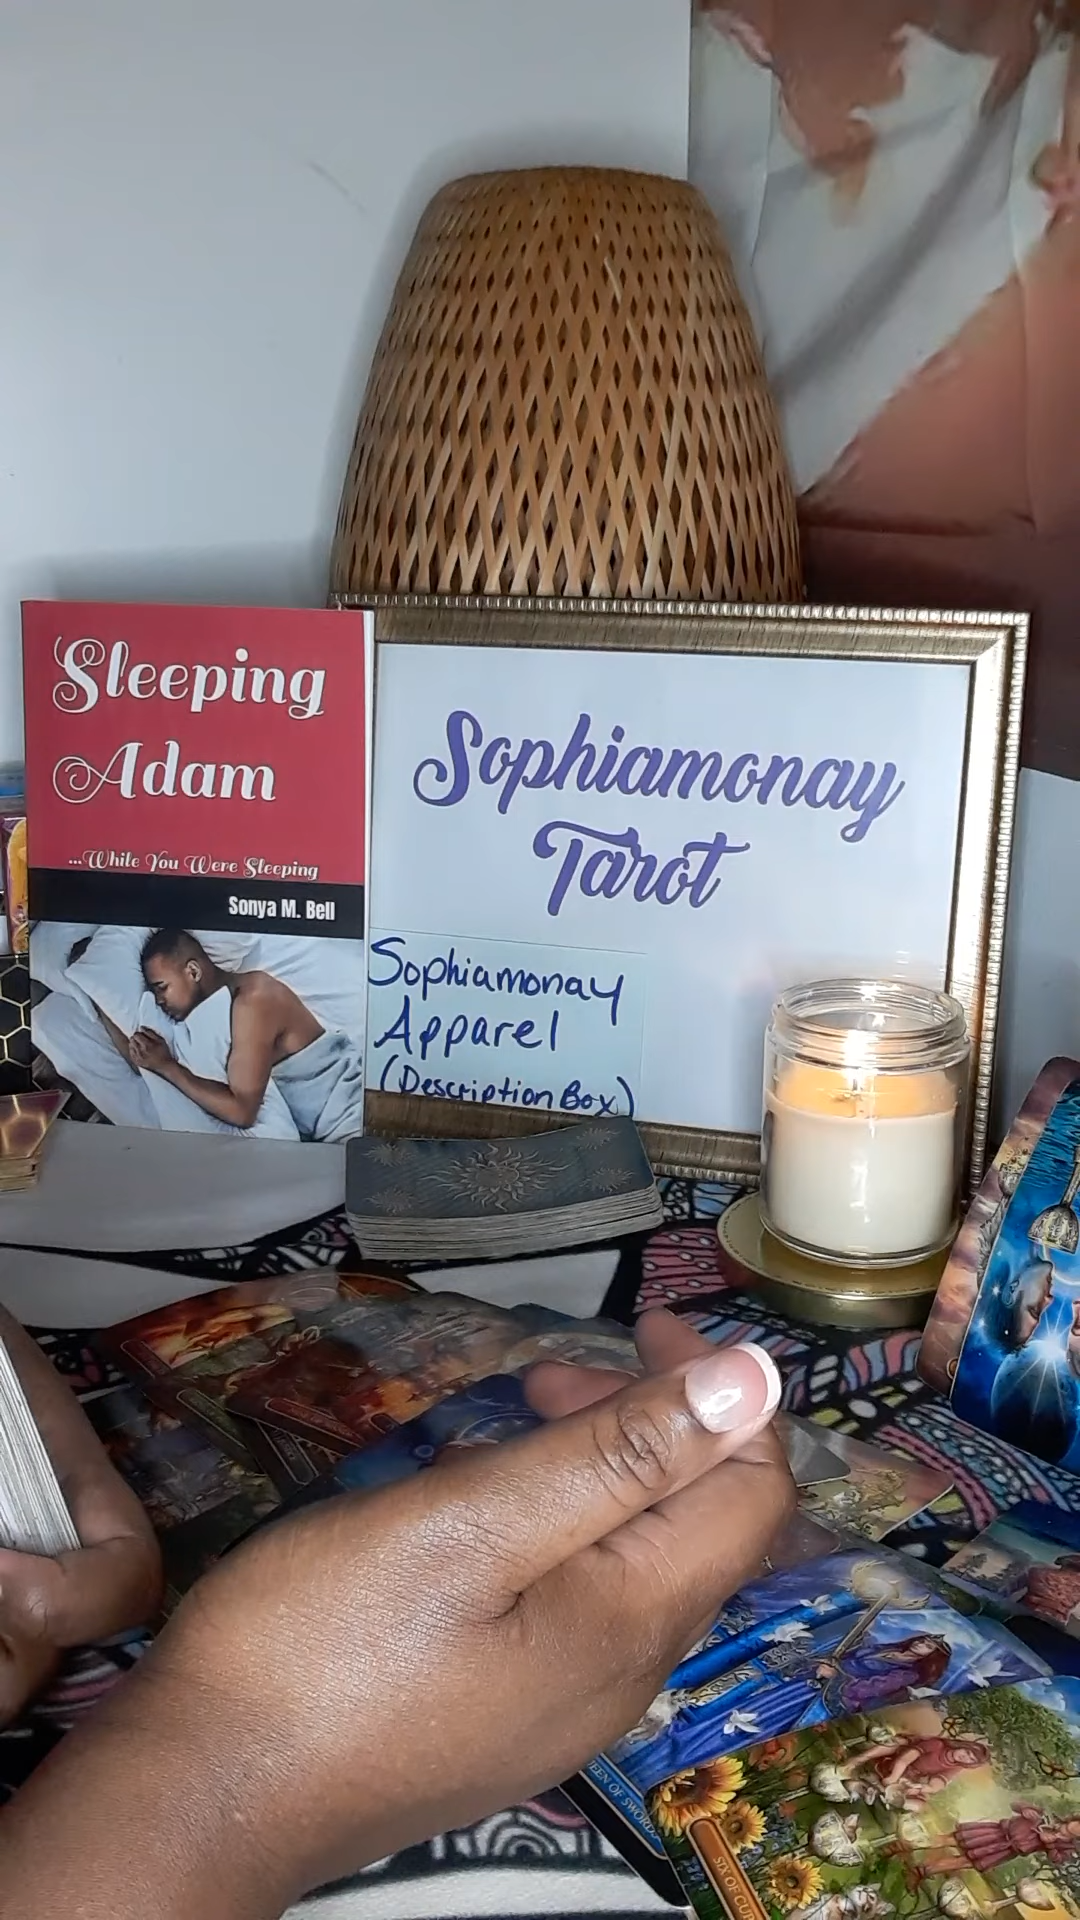 Sleeping
Adam
...While You Were Sleeping
Sonya M. Bell
Sophiamonay
Tarot
Sophiamonay
Apparel
(Description Box)
QUEEN OF SWORDS
SIX OF CUPS